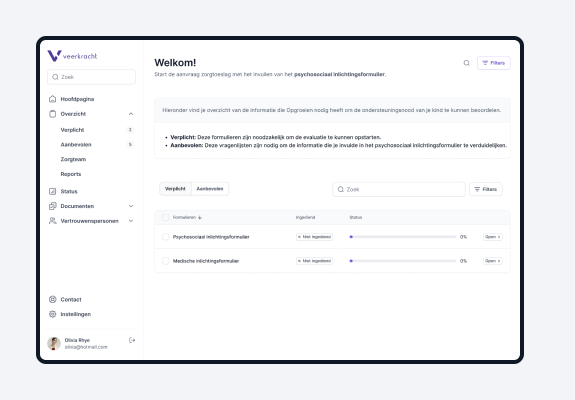 veerkracht
Zoek
Hoofdpagina
Overzicht
Verplicht 2
Aanbevolen 5
Zorgteam
Reports
Status
Documenten
Vertrouwenspersonen
Contact
Instellingen
Olivia Rhye
olivia@hotmail.com
Welkom!
Start de aanvraag zorgtoeslag met het invullen van het psychosociaal inlichtingsformulier.
Filters
Hieronder vind je overzicht van de informatie die Opgroeien nodig heeft om de ondersteuningsnood van je kind te kunnen beoordelen.
• Verplicht: Deze formulieren zijn noodzakelijk om de evaluatie te kunnen opstarten.
• Aanbevolen: Deze vragenlijsten zijn nodig om de informatie die je invulde in het psychosociaal inlichtingsformulier te verduidelijken.
Verplicht Aanbevolen
Zoek
Filters
Formulieren Ingediend Status
Psychosociaal inlichtingsformulier Niet ingediend 0% Open
Medische inlichtingsformulier Niet ingediend 0% Open